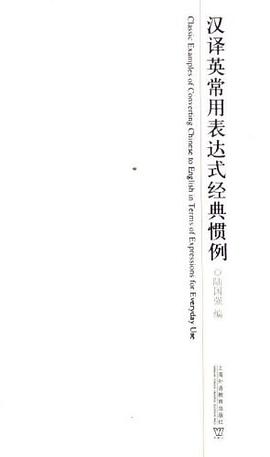 汉译英常用表达式经典惯例
Classic Examples of Converting Chinese to English in Terms of Expressions for Everyday Use
◎陆国强 编
上海外语教育出版社